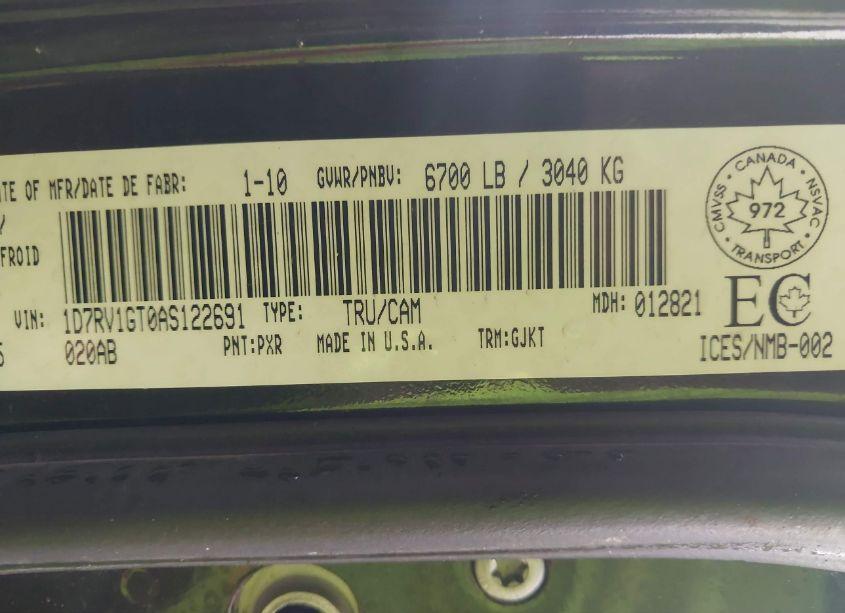 TE OF MFR/DATE DE FABR: 1-10 GVWR/PNBV: 6700 LB / 3040 KG
FROID
VIN: 1D7RV1GT0AS122691 TYPE: TRU/CAM MDH: 012821
020AB PNT:PXR MADE IN U.S.A. TRM:GJKT
CANADA
CMVSS 972 NSVAC
TRANSPORT
EC
ICES/NMB-002